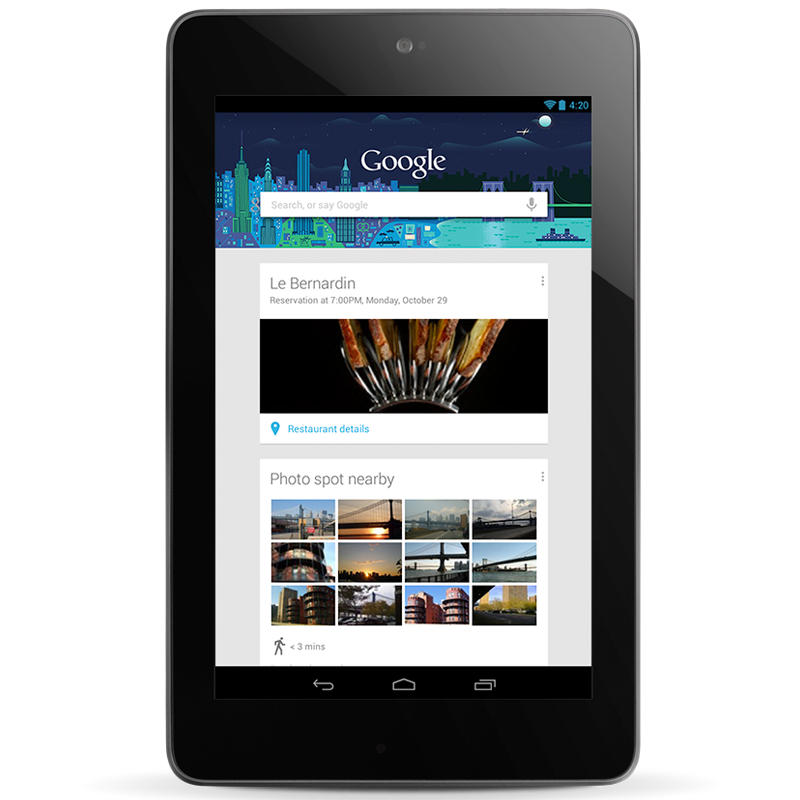 4:20
Google
Search, or say Google
Le Bernardin
Reservation at 7:00PM, Monday, October 29
Restaurant details
Photo spot nearby
< 3 mins